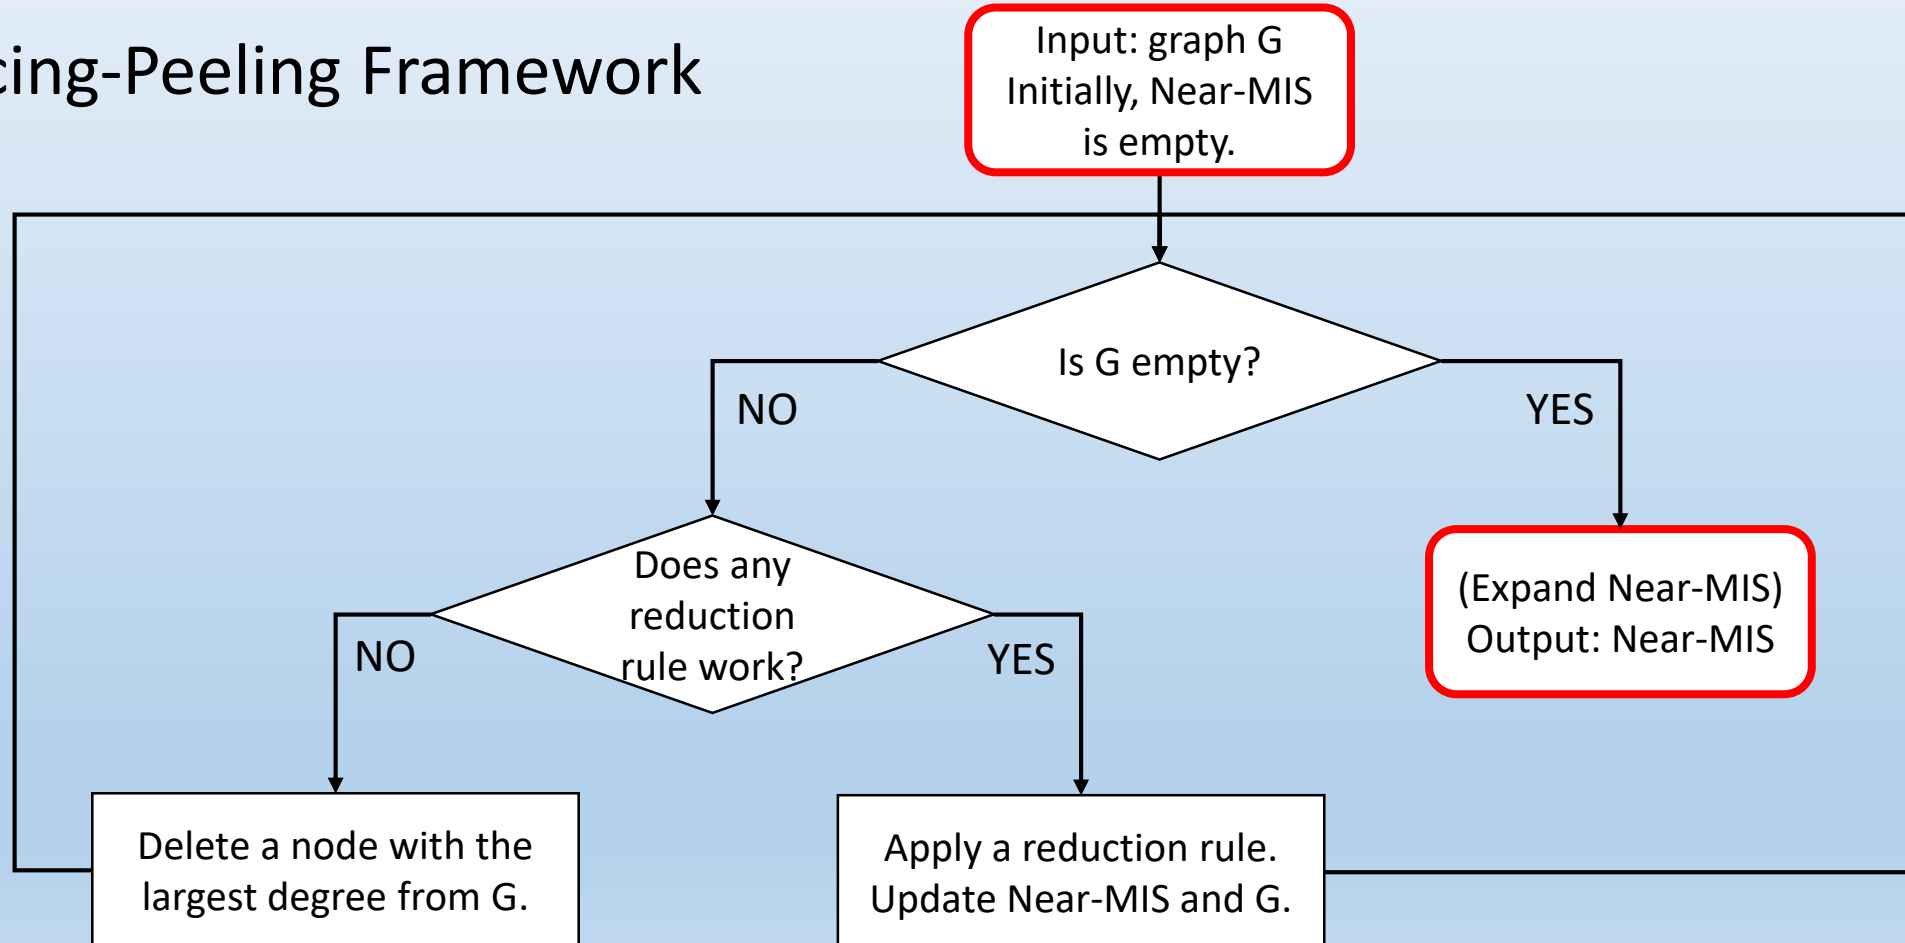 cing-Peeling Framework
Input: graph G
Initially, Near-MIS
is empty.
Is G empty?
NO
YES
Does any
reduction
rule work?
NO
YES
(Expand Near-MIS)
Output: Near-MIS
Delete a node with the
largest degree from G.
Apply a reduction rule.
Update Near-MIS and G.